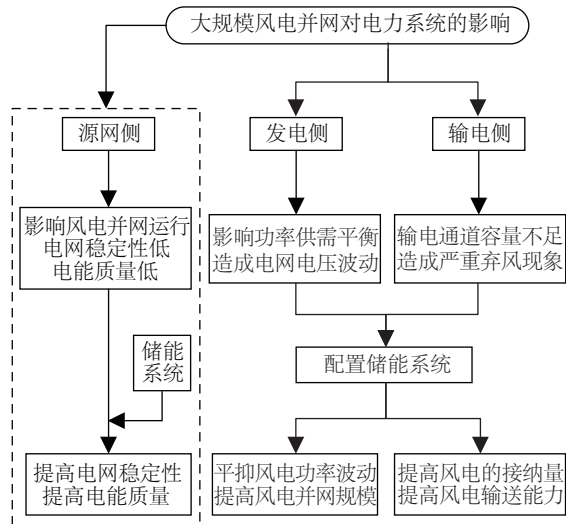 大规模风电并网对电力系统的影响
源网侧
发电侧
输电侧
影响风电并网运行
电网稳定性低
电能质量低
影响功率供需平衡
造成电网电压波动
输电通道容量不足
造成严重弃风现象
储能
系统
配置储能系统
提高电网稳定性
提高电能质量
平抑风电功率波动
提高风电并网规模
提高风电的接纳量
提高风电输送能力